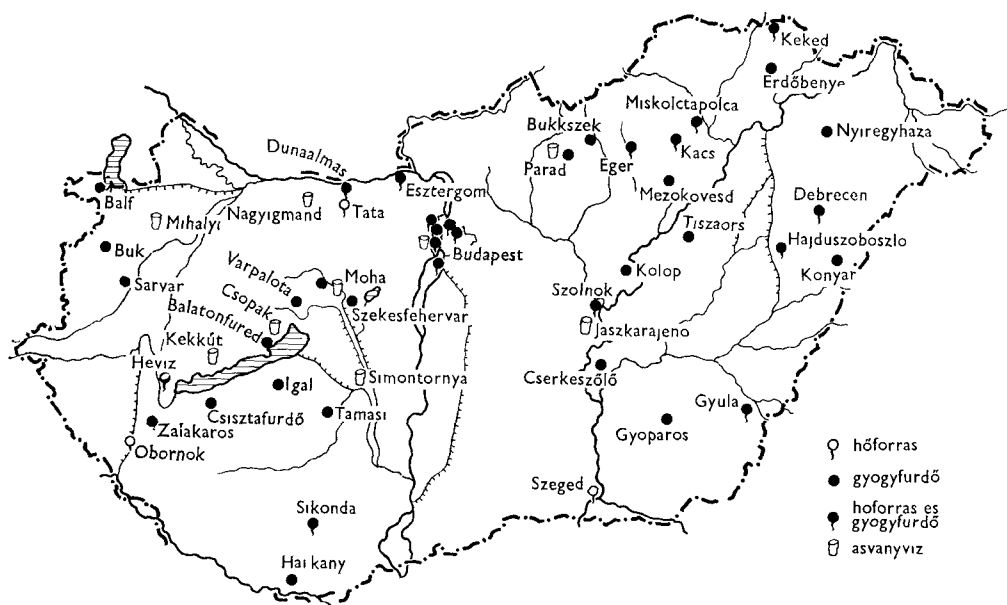 Keked
Erdőbenye
Miskolctapolca
Bukkszek
Nyiregyhaza
Dunaalmas
Parad
Eger
Kacs
Esztergom
Mezokovesd
Balf
Nagyigmand
Tata
Debrecen
Mihalyi
Tiszaors
Buk
Budapest
Hajduszoboszlo
Varpalota
Moha
Kolop
Konyar
Sarvar
Csopak
Szolnok
Balatonfured
Szekesfehervar
Jaszkarajeno
Kekkút
Heviz
Simontornya
Cserkeszőlő
Igal
Gyula
Csisztafurdő
Tamasi
Zalakaros
Gyoparos
Obornok
hőforras
gyogyfurdő
Szeged
hoforras es
gyogyfurdő
Sikonda
asvanyviz
Harkany